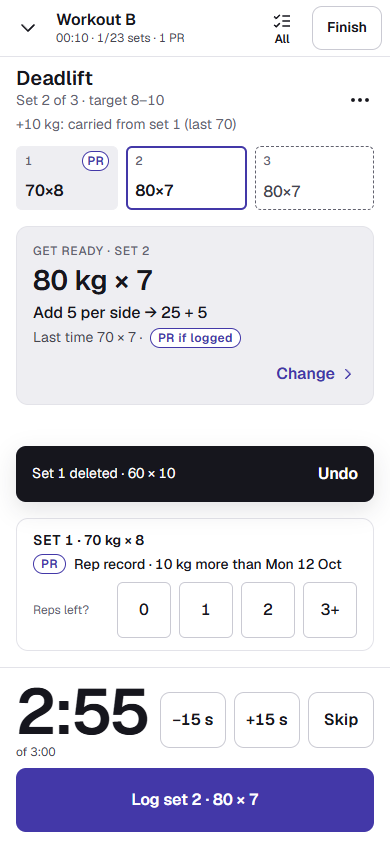 Workout B
00:10 · 1/23 sets · 1 PR
All
Finish
Deadlift
Set 2 of 3 · target 8–10
+10 kg: carried from set 1 (last 70)
1 PR
70×8
2
80×7
3
80×7
GET READY · SET 2
80 kg × 7
Add 5 per side → 25 + 5
Last time 70 × 7 · PR if logged
Change
Set 1 deleted · 60 × 10
Undo
SET 1 · 70 kg × 8
PR Rep record · 10 kg more than Mon 12 Oct
Reps left?
0
1
2
3+
2:55
of 3:00
−15 s
+15 s
Skip
Log set 2 · 80 × 7